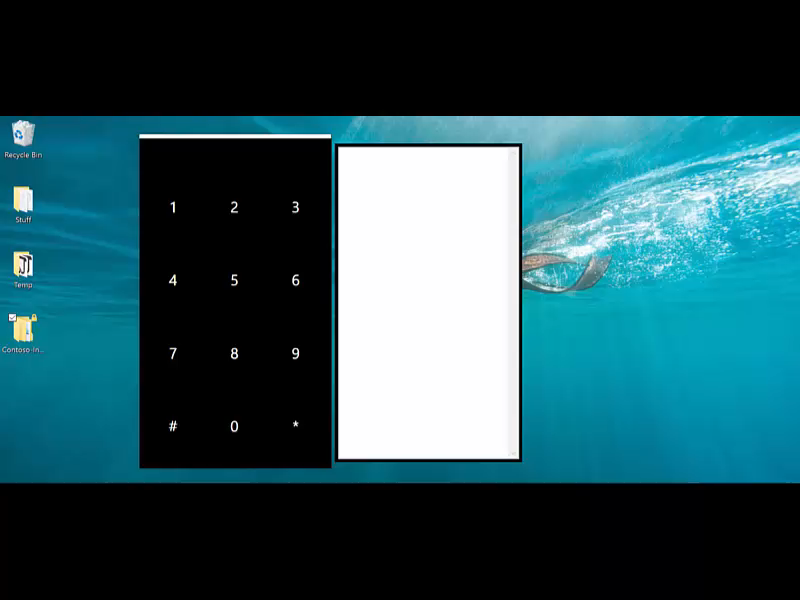 Recycle Bin
Stuff
Temp
Contoso-In...
1 2 3
4 5 6
7 8 9
# 0 *